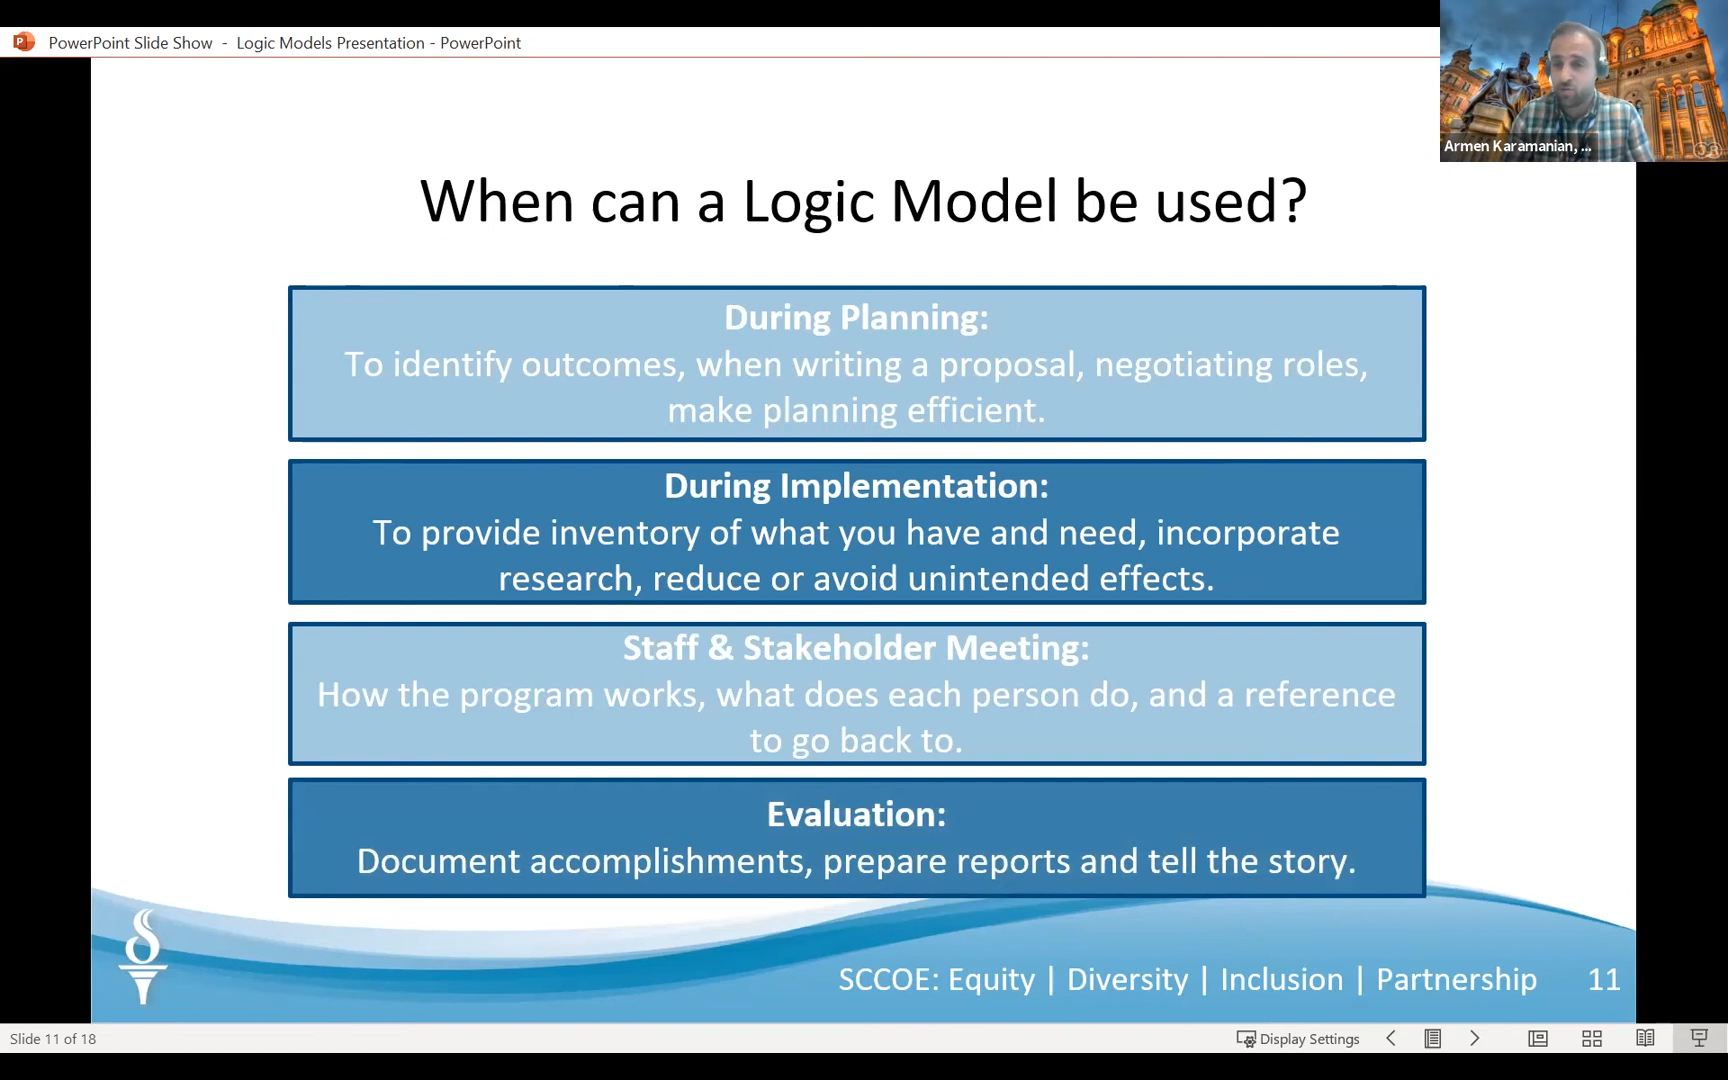 PowerPoint Slide Show - Logic Models Presentation - PowerPoint
Armen Karamanian, ...
When can a Logic Model be used?
During Planning:
To identify outcomes, when writing a proposal, negotiating roles,
make planning efficient.
During Implementation:
To provide inventory of what you have and need, incorporate
research, reduce or avoid unintended effects.
Staff & Stakeholder Meeting:
How the program works, what does each person do, and a reference
to go back to.
Evaluation:
Document accomplishments, prepare reports and tell the story.
SCCOE: Equity | Diversity | Inclusion | Partnership 11
Slide 11 of 18
Display Settings